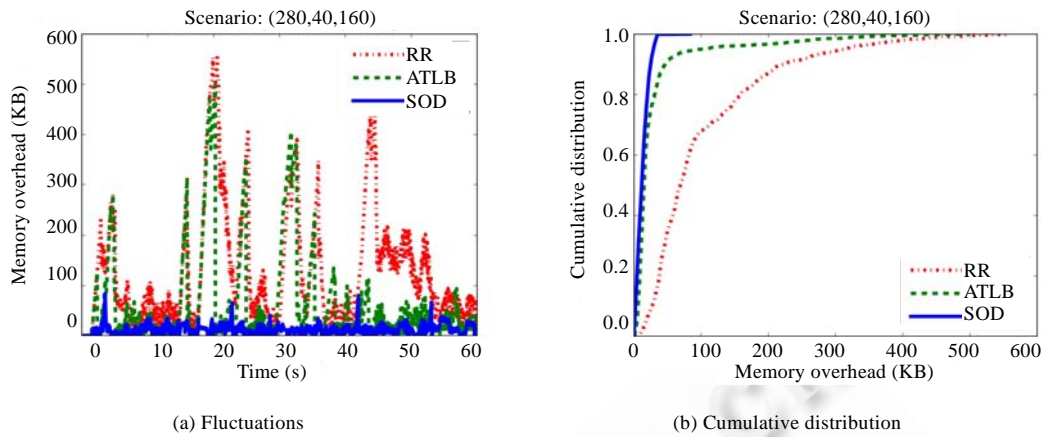 Scenario: (280,40,160)
600
500
400
300
200
100
0
Memory overhead (KB)
RR
ATLB
SOD
0 10 20 30 40 50 60
Time (s)
(a) Fluctuations
Scenario: (280,40,160)
1.0
0.8
0.6
0.4
0.2
0.0
Cumulative distribution
RR
ATLB
SOD
0 100 200 300 400 500 600
Memory overhead (KB)
(b) Cumulative distribution